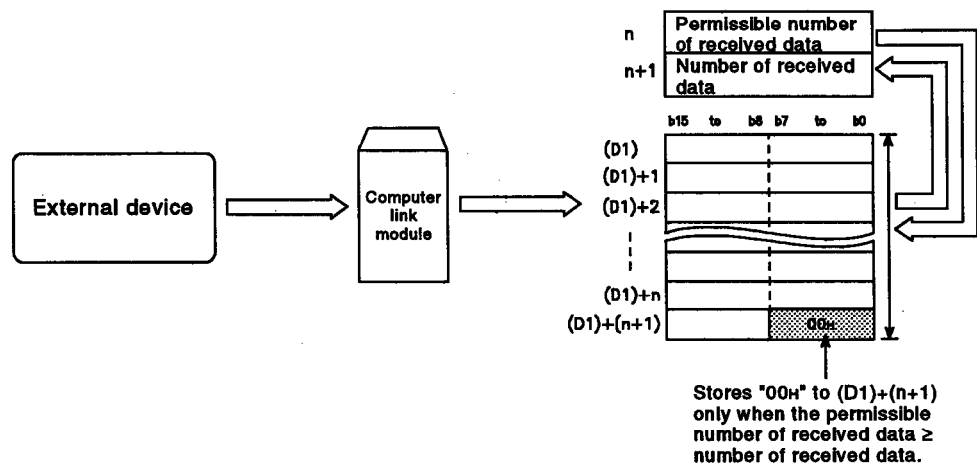 n
Permissible number
of received data
n+1
Number of received
data
b15 to b8 b7 to b0
(D1)
(D1)+1
(D1)+2
(D1)+n
(D1)+(n+1)
00H
External device
Computer
link
module
Stores "00H" to (D1)+(n+1)
only when the permissible
number of received data ≥
number of received data.